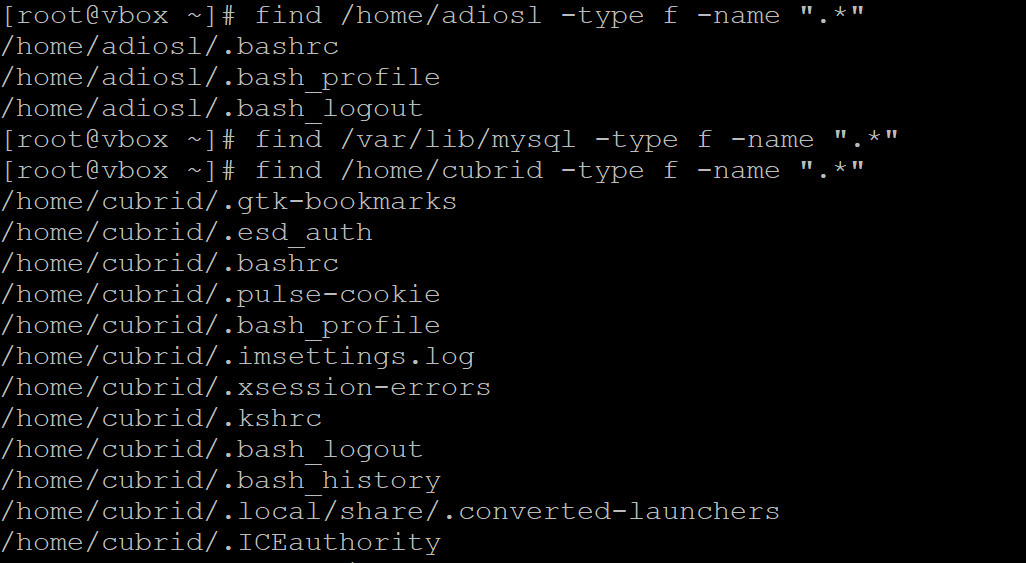 [root@vbox ~]# find /home/adiosl -type f -name ".*"
/home/adiosl/.bashrc
/home/adiosl/.bash_profile
/home/adiosl/.bash_logout
[root@vbox ~]# find /var/lib/mysql -type f -name ".*"
[root@vbox ~]# find /home/cubrid -type f -name ".*"
/home/cubrid/.gtk-bookmarks
/home/cubrid/.esd_auth
/home/cubrid/.bashrc
/home/cubrid/.pulse-cookie
/home/cubrid/.bash_profile
/home/cubrid/.imsettings.log
/home/cubrid/.xsession-errors
/home/cubrid/.kshrc
/home/cubrid/.bash_logout
/home/cubrid/.bash_history
/home/cubrid/.local/share/.converted-launchers
/home/cubrid/.ICEauthority